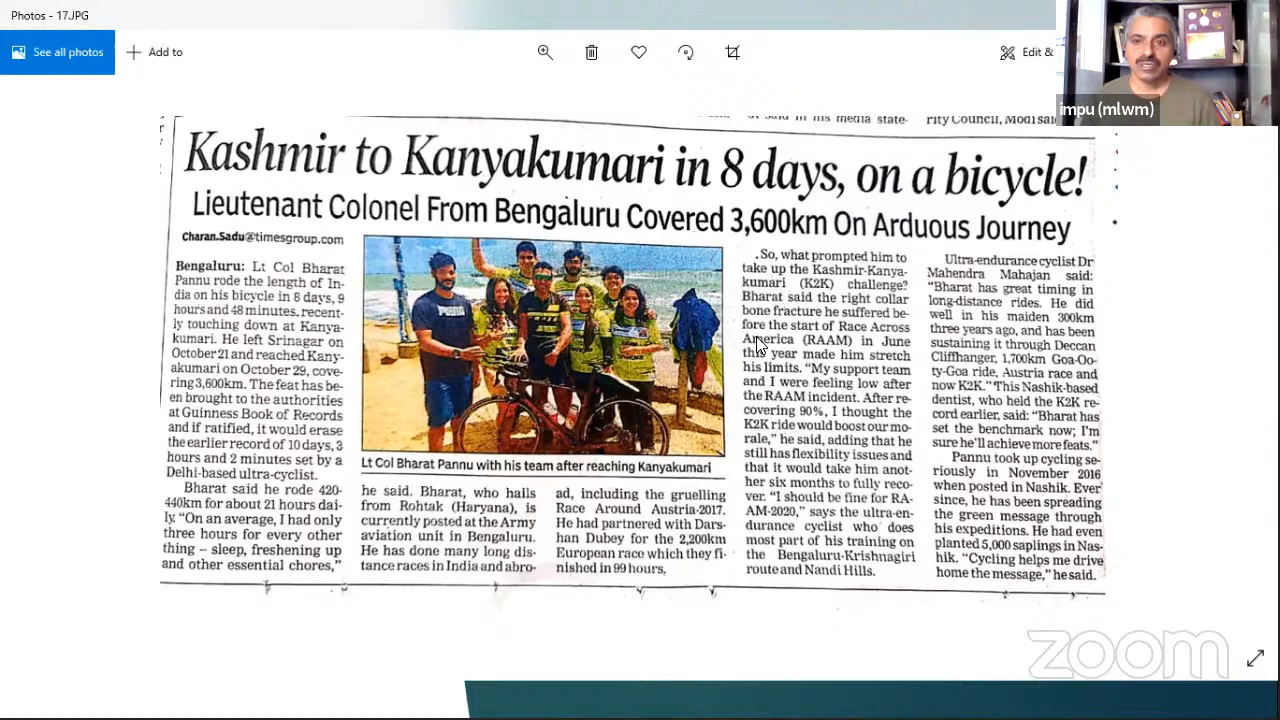 Photos - 17.JPG
See all photos
Add to
Edit &
impu (mlwm)
said in his media state-
rity Council, Modi said
Kashmir to Kanyakumari in 8 days, on a bicycle!
Lieutenant Colonel From Bengaluru Covered 3,600km On Arduous Journey
Charan.Sadu@timesgroup.com
Bengaluru: Lt Col Bharat
Pannu rode the length of In-
dia on his bicycle in 8 days, 9
hours and 48 minutes, recent-
ly touching down at Kanya-
kumari. He left Srinagar on
October 21 and reached Kany-
akumari on October 29, cove-
ring 3,600km. The feat has be-
en brought to the authorities
at Guinness Book of Records
and if ratified, it would erase
the earlier record of 10 days, 3
hours and 2 minutes set by a
Delhi-based ultra-cyclist.
Bharat said he rode 420-
440km for about 21 hours dai-
ly. “On an average, I had only
three hours for every other
thing -- sleep, freshening up
and other essential chores,”
Lt Col Bharat Pannu with his team after reaching Kanyakumari
he said. Bharat, who hails
from Rohtak (Haryana), is
currently posted at the Army
aviation unit in Bengaluru.
He has done many long dis-
tance races in India and abro-
ad, including the gruelling
Race Around Austria-2017.
He had partnered with Dars-
han Dubey for the 2,200km
European race which they fi-
nished in 99 hours,
So, what prompted him to
take up the Kashmir-Kanya-
kumari (K2K) challenge?
Bharat said the right collar
bone fracture he suffered be-
fore the start of Race Across
America (RAAM) in June
this year made him stretch
his limits. “My support team
and I were feeling low after
the RAAM incident. After re-
covering 90%, I thought the
K2K ride would boost our mo-
rale,” he said, adding that he
still has flexibility issues and
that it would take him anot-
her six months to fully reco-
ver. “I should be fine for RA-
AM-2020,” says the ultra-en-
durance cyclist who does
most part of his training on
the Bengaluru-Krishnagiri
route and Nandi Hills.
Ultra-endurance cyclist Dr
Mahendra Mahajan said:
“Bharat has great timing in
long-distance rides. He did
well in his maiden 300km
three years ago, and has been
sustaining it through Deccan
Cliffhanger, 1,700km Goa-Oo-
ty-Goa ride, Austria race and
now K2K.” This Nashik-based
dentist, who held the K2K re-
cord earlier, said: “Bharat has
set the benchmark now; I'm
sure he'll achieve more feats.”
Pannu took up cycling se-
riously in November 2016
when posted in Nashik. Ever
since, he has been spreading
the green message through
his expeditions. He had even
planted 5,000 saplings in Nas-
hik. “Cycling helps me drive
home the message,” he said.
zoom